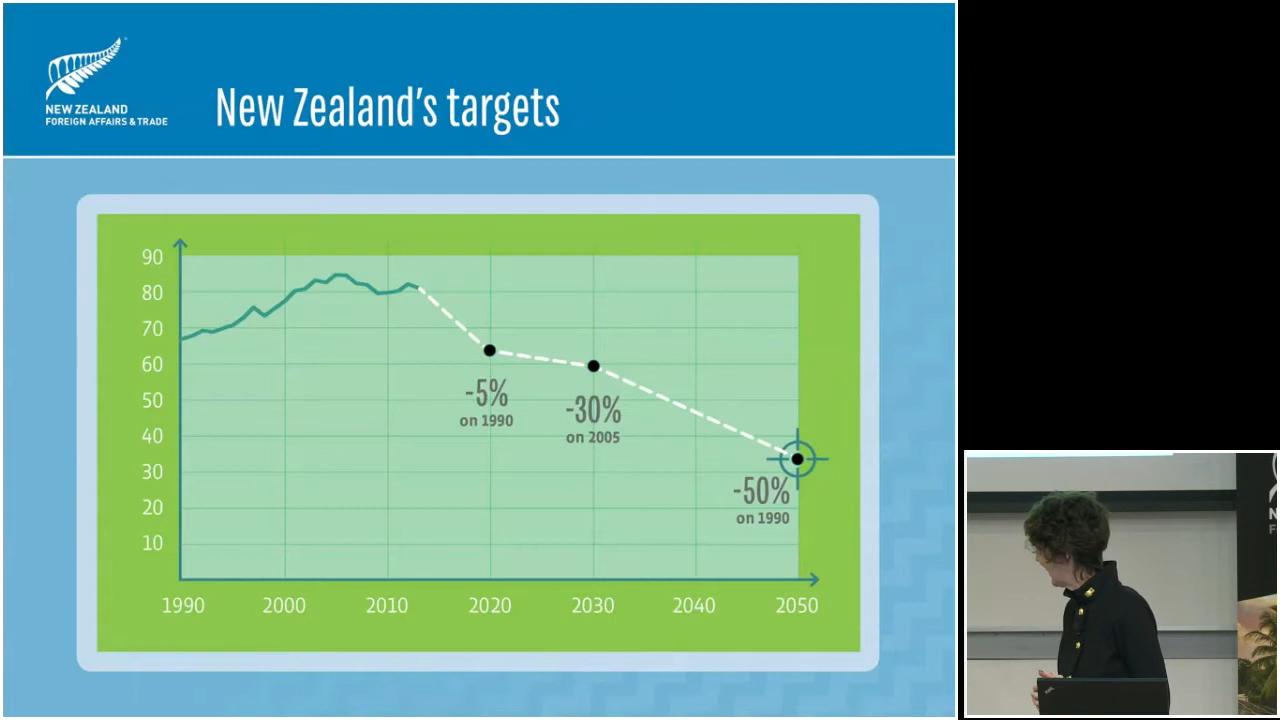 NEW ZEALAND
FOREIGN AFFAIRS & TRADE
New Zealand's targets
90
80
70
60
50
40
30
20
10
-5%
on 1990
-30%
on 2005
-50%
on 1990
1990 2000 2010 2020 2030 2040 2050